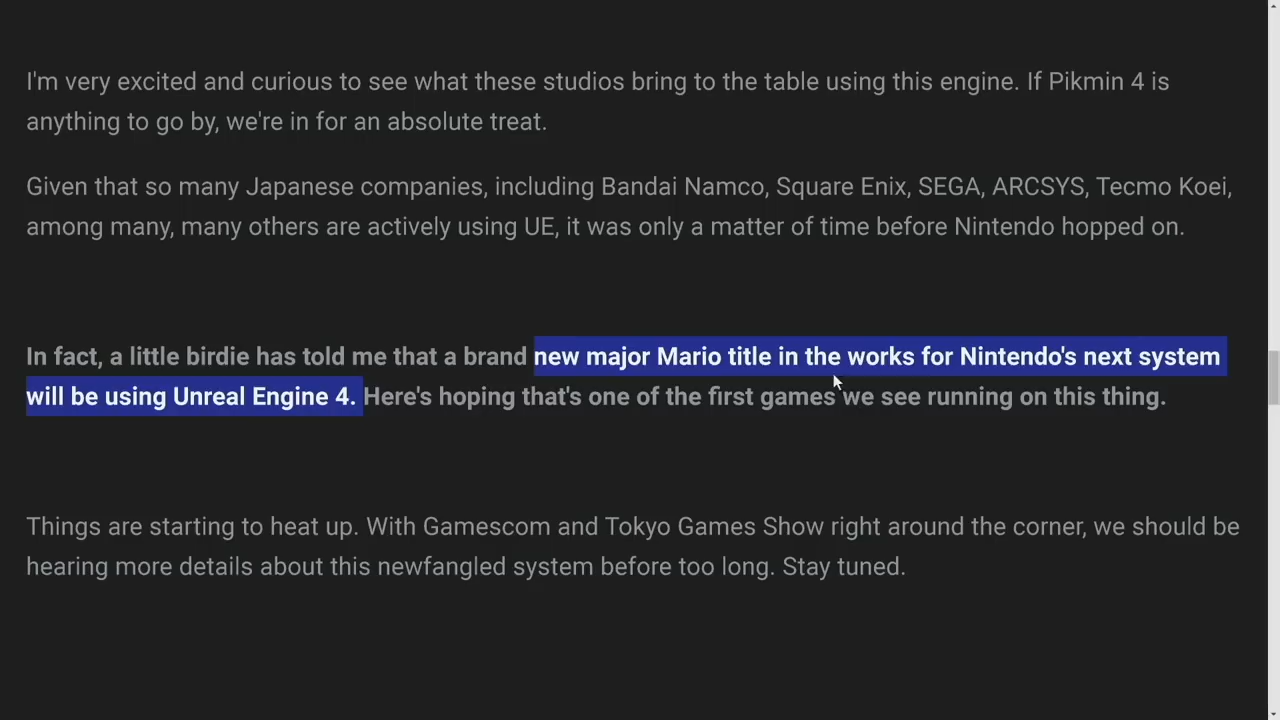 I'm very excited and curious to see what these studios bring to the table using this engine. If Pikmin 4 is
anything to go by, we're in for an absolute treat.
Given that so many Japanese companies, including Bandai Namco, Square Enix, SEGA, ARCSYS, Tecmo Koei,
among many, many others are actively using UE, it was only a matter of time before Nintendo hopped on.
In fact, a little birdie has told me that a brand new major Mario title in the works for Nintendo's next system
will be using Unreal Engine 4. Here's hoping that's one of the first games we see running on this thing.
Things are starting to heat up. With Gamescom and Tokyo Games Show right around the corner, we should be
hearing more details about this newfangled system before too long. Stay tuned.